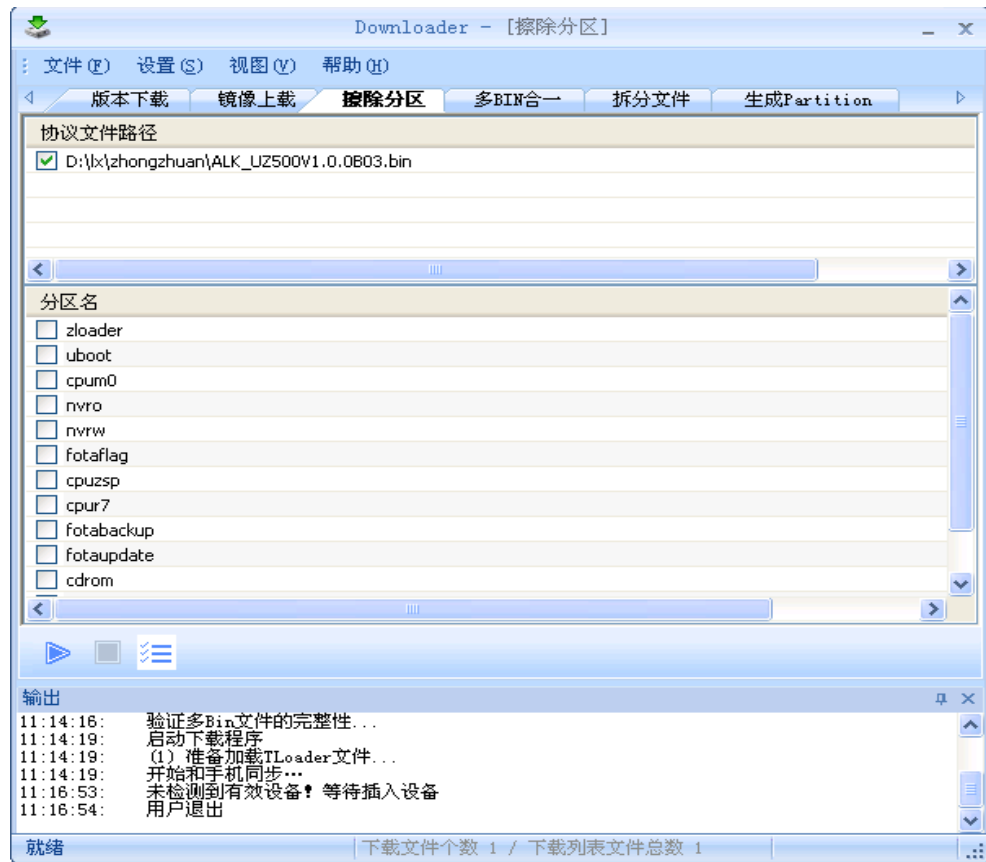 Downloader - [擦除分区]
文件(F) 设置(S) 视图(V) 帮助(H)
版本下载 镜像上载 擦除分区 多BIN合一 拆分文件 生成Partition
协议文件路径
D:\lx\zhongzhuan\ALK_UZ500V1.0.0B03.bin
分区名
zloader
uboot
cpum0
nvro
nvrw
fotaflag
cpuzsp
cpur7
fotabackup
fotaupdate
cdrom
输出
11:14:16: 验证多Bin文件的完整性...
11:14:19: 启动下载程序
11:14:19: (1) 准备加载TLoader文件...
11:14:19: 开始和手机同步…
11:16:53: 未检测到有效设备！等待插入设备
11:16:54: 用户退出
就绪 下载文件个数 1 / 下载列表文件总数 1